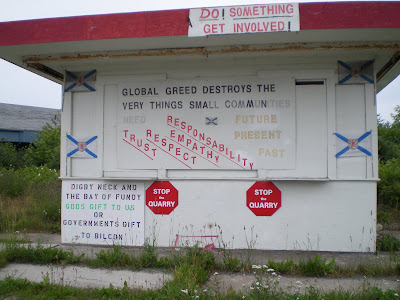 DO! SOMETHING
GET INVOLVED!
GLOBAL GREED DESTROYS THE
VERY THINGS SMALL COMMUNITIES
NEED
RESPONSABILITY
EMPATHY
RESPECT
TRUST
RESPONSABILITY
FUTURE
PRESENT
PAST
STOP
the
QUARRY
STOP
the
QUARRY
DIGBY NECK AND
THE BAY OF FUNDY
GODS GIFT TO US
OR
GOVERNMENTS GIFT
TO BILCON